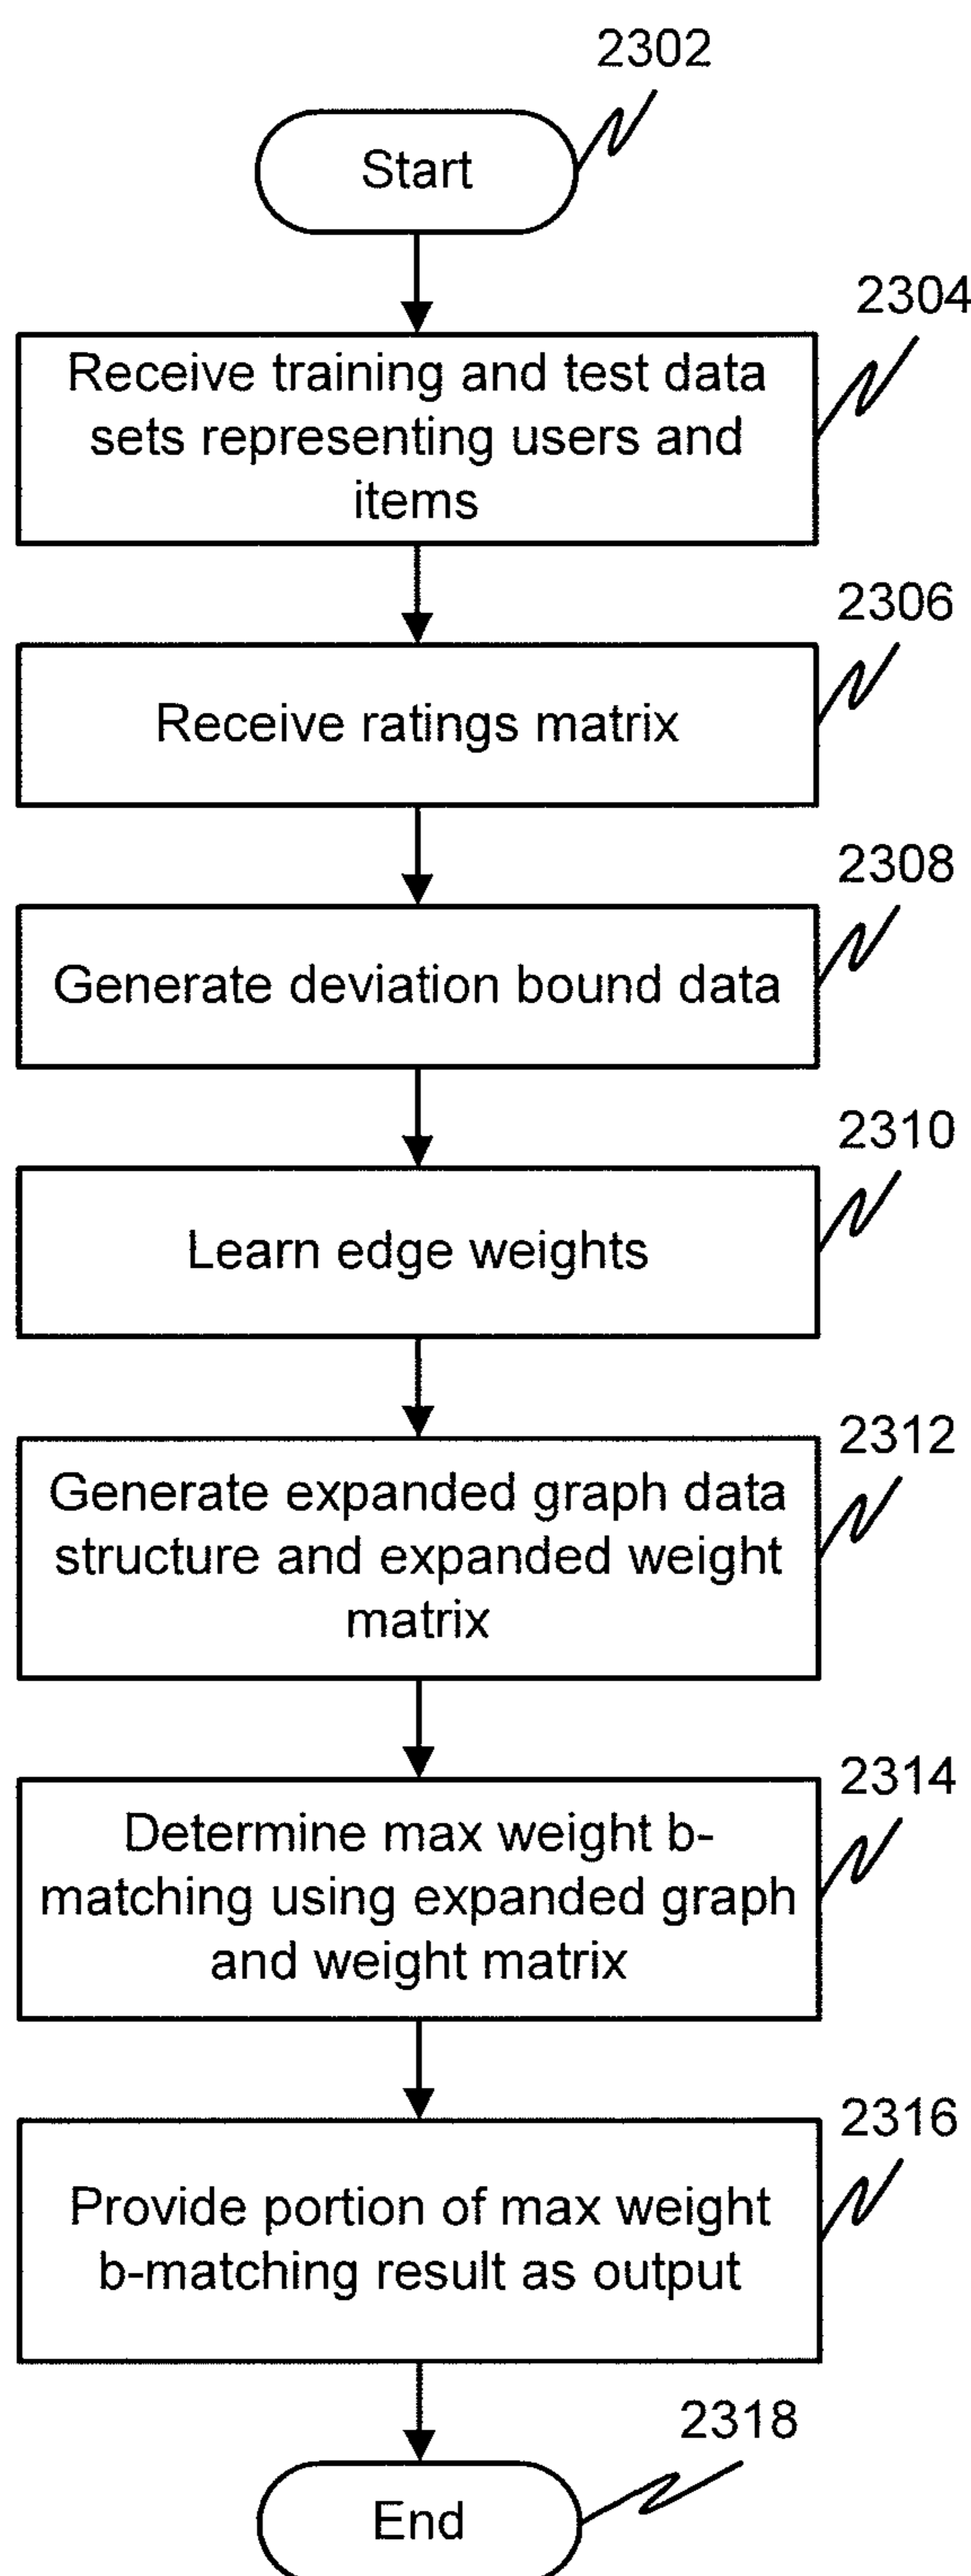 2302
Start
2304
Receive training and test data
sets representing users and
items
2306
Receive ratings matrix
2308
Generate deviation bound data
2310
Learn edge weights
2312
Generate expanded graph data
structure and expanded weight
matrix
2314
Determine max weight b-
matching using expanded graph
and weight matrix
2316
Provide portion of max weight
b-matching result as output
2318
End